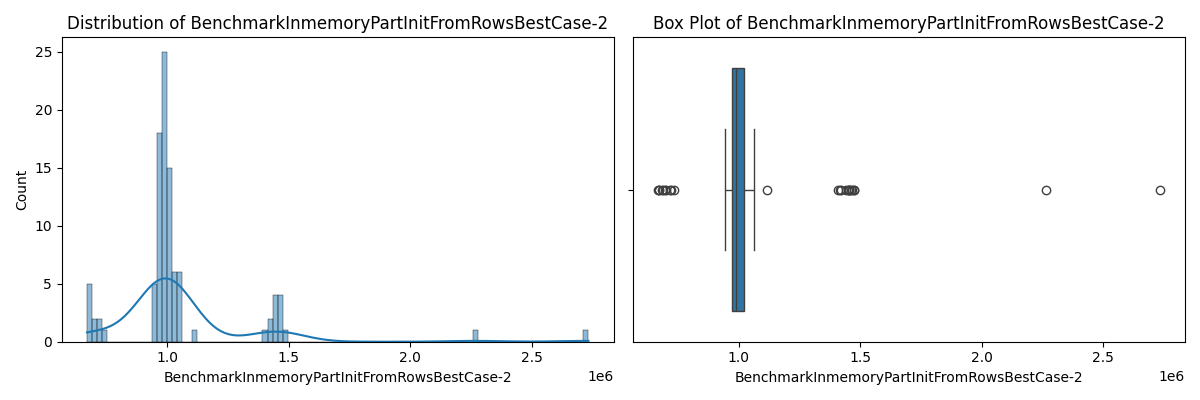 Distribution of BenchmarkInmemoryPartInitFromRowsBestCase-2
Count
25
20
15
10
5
0
1.0 1.5 2.0 2.5
1e6
BenchmarkInmemoryPartInitFromRowsBestCase-2
Box Plot of BenchmarkInmemoryPartInitFromRowsBestCase-2
1.0 1.5 2.0 2.5
1e6
BenchmarkInmemoryPartInitFromRowsBestCase-2